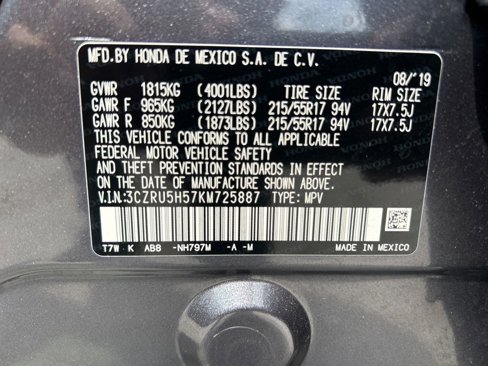 MFD.BY HONDA DE MEXICO S.A. DE C.V.
08/'19
GVWR 1815KG (4001LBS) TIRE SIZE RIM SIZE
GAWR F 965KG (2127LBS) 215/55R17 94V 17X7.5J
GAWR R 850KG (1873LBS) 215/55R17 94V 17X7.5J
THIS VEHICLE CONFORMS TO ALL APPLICABLE
FEDERAL MOTOR VEHICLE SAFETY
AND THEFT PREVENTION STANDARDS IN EFFECT
ON THE DATE OF MANUFACTURE SHOWN ABOVE.
V.I.N:3CZRU5H57KM725887 TYPE: MPV
T7W K AB8 -NH797M -A -M MADE IN MEXICO